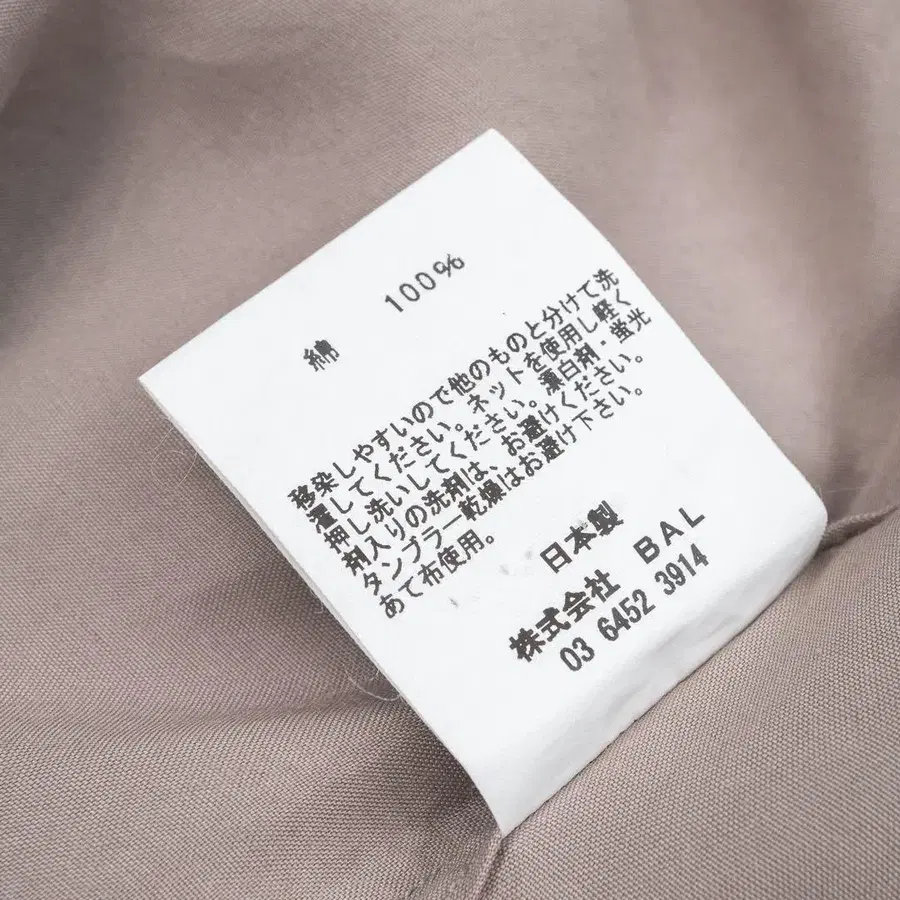 綿 100%
移染しやすいので他のものと分けて洗
濯してください。ネットを使用し軽く
押し洗いしてください。漂白剤・蛍光
剤入りの洗剤は、お避けください。
タンブラー乾燥はお避け下さい。
あて布使用。
日本製
株式会社 BAL
03 6452 3914